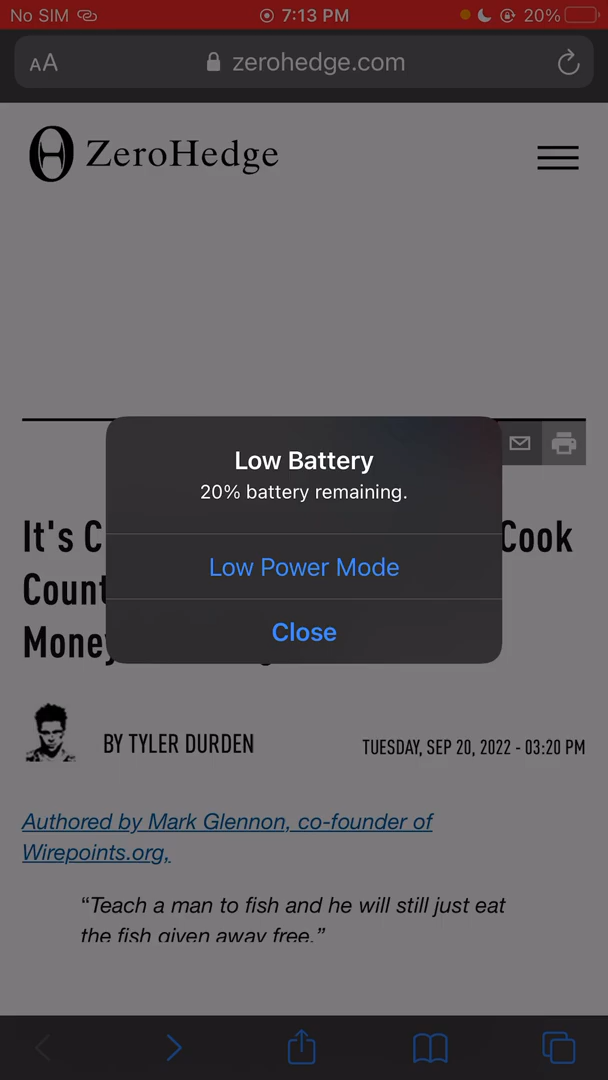 No SIM 7:13 PM 20%
AA zerohedge.com
ZeroHedge
Low Battery
20% battery remaining.
Low Power Mode
Close
It's Cook
Count
Money
BY TYLER DURDEN TUESDAY, SEP 20, 2022 - 03:20 PM
Authored by Mark Glennon, co-founder of
Wirepoints.org,
“Teach a man to fish and he will still just eat
the fish given away free.”